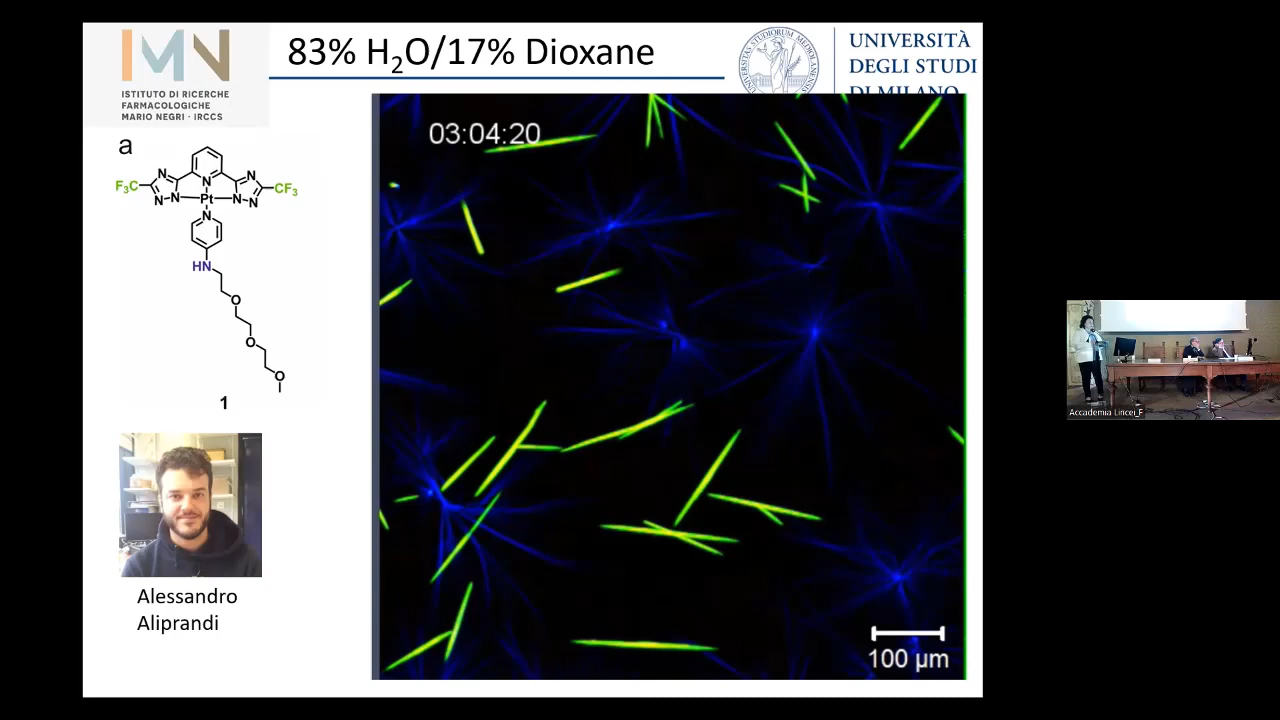 IMN
ISTITUTO DI RICERCHE
FARMACOLOGICHE
MARIO NEGRI · IRCCS
83% H₂O/17% Dioxane
UNIVERSITÀ
DEGLI STUDI
DI MILANO
a
F₃C
N
N
N
N
N
N
N
CF₃
Pt
N
HN
O
O
O
1
03:04:20
100 µm
Alessandro
Aliprandi
Accademia Lincei_F